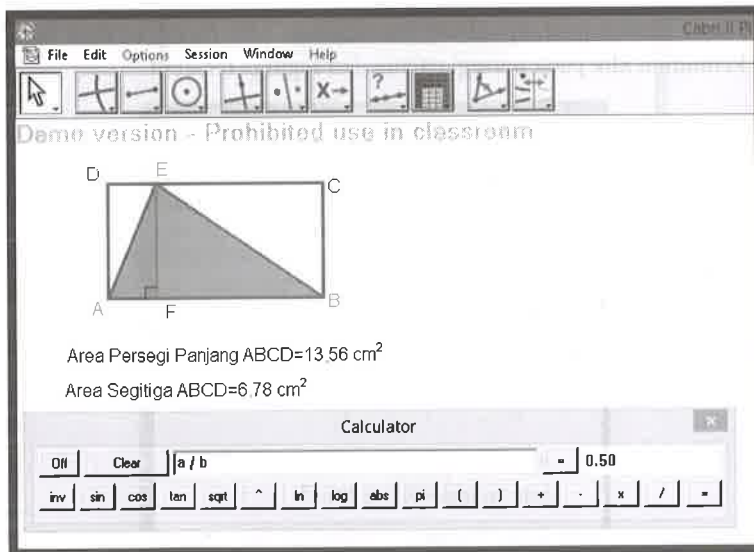 Cabri II Pl
File Edit Options Session Window Help
X ?
Demo version - Prohibited use in classroom
D E C
A F B
Area Persegi Panjang ABCD=13,56 cm²
Area Segitiga ABCD=6,78 cm²
Calculator
Off Clear a / b = 0.50
inv sin cos tan sqrt ^ ln log abs pi ( ) + - x / =